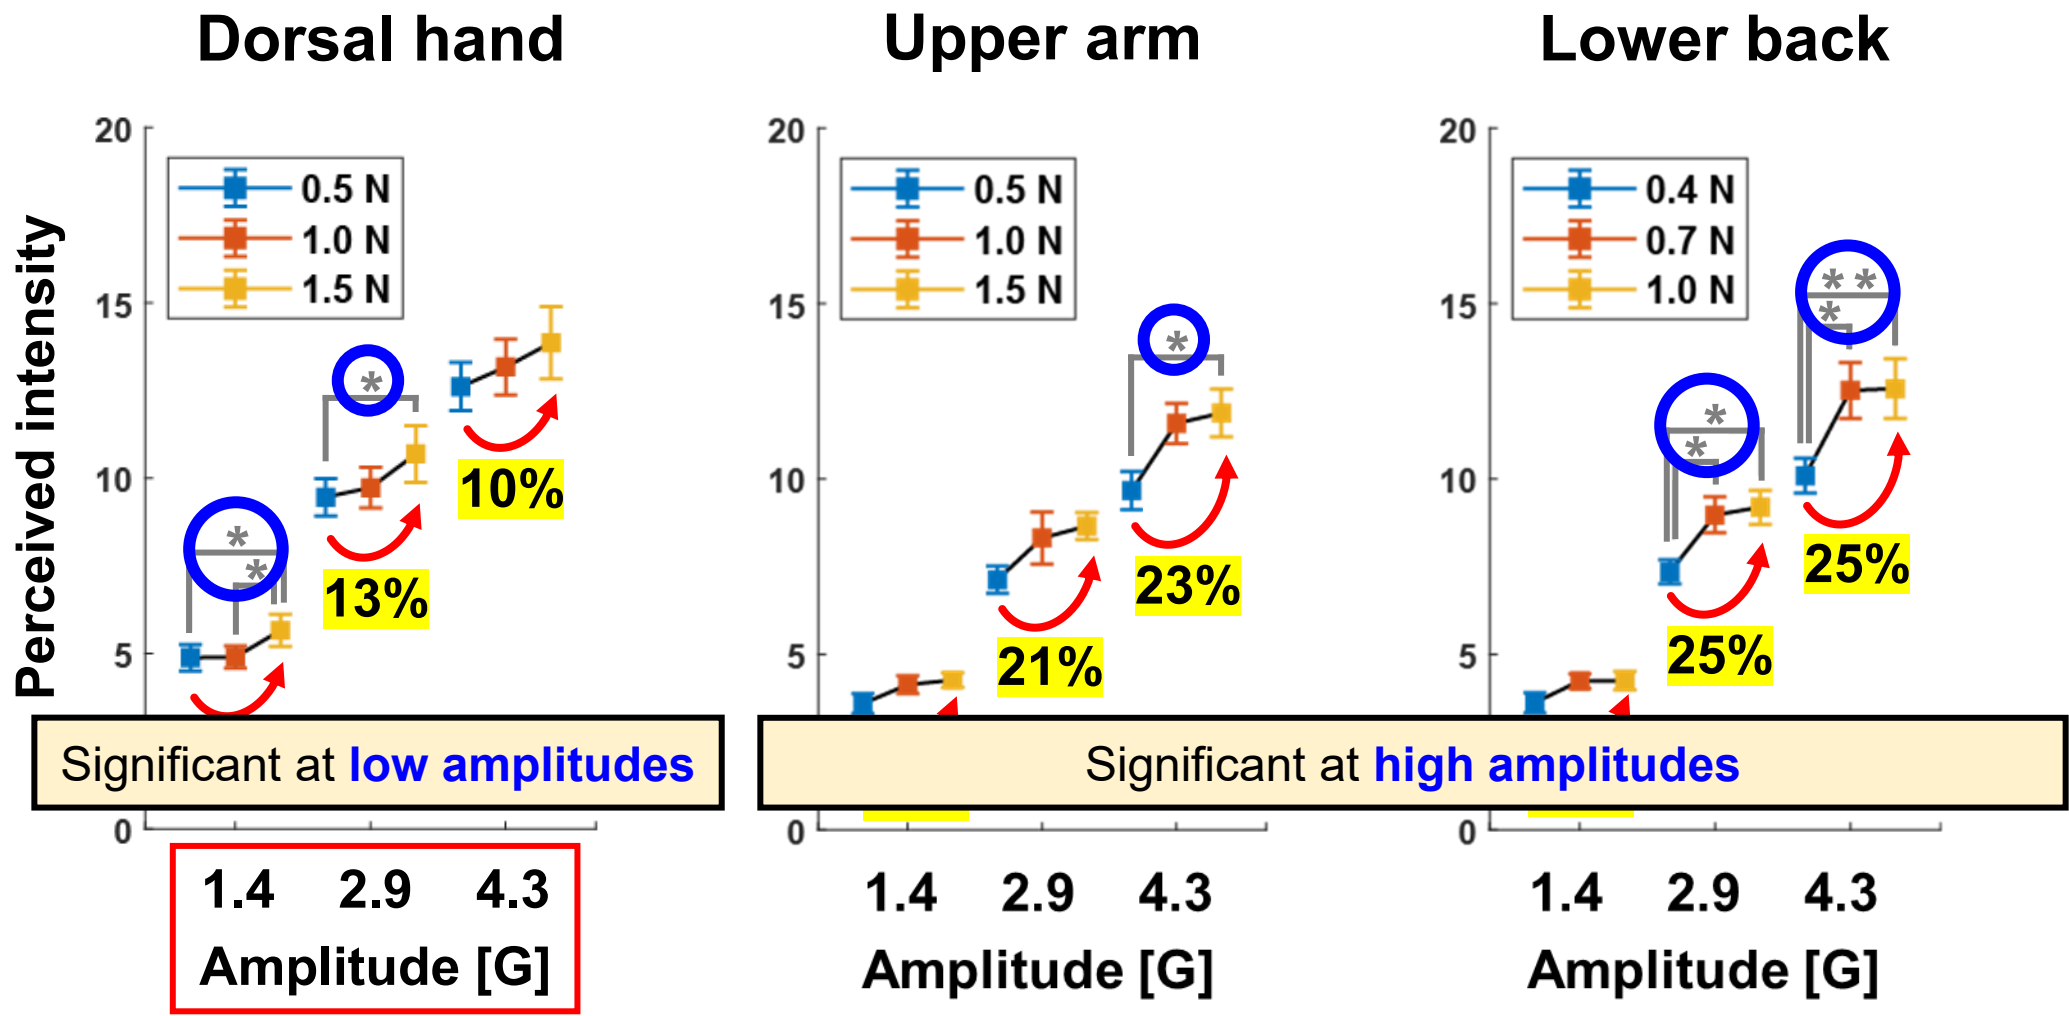 Dorsal hand
Upper arm
Lower back
Perceived intensity
20
15
10
5
0
0.5 N
1.0 N
1.5 N
*
*
*
13%
10%
Significant at low amplitudes
1.4 2.9 4.3
Amplitude [G]
20
15
10
5
0
0.5 N
1.0 N
1.5 N
*
21%
23%
1.4 2.9 4.3
Amplitude [G]
20
15
10
5
0
0.4 N
0.7 N
1.0 N
* *
*
*
*
25%
25%
Significant at high amplitudes
1.4 2.9 4.3
Amplitude [G]